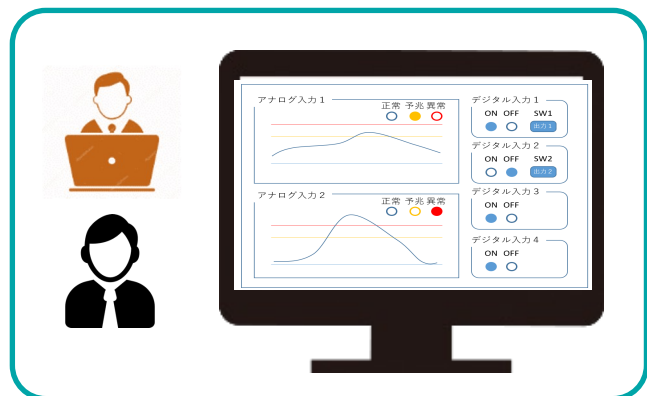 アナログ入力1
正常 予兆 異常
アナログ入力2
正常 予兆 異常
デジタル入力1
ON OFF SW1
出力1
デジタル入力2
ON OFF SW2
出力2
デジタル入力3
ON OFF
デジタル入力4
ON OFF